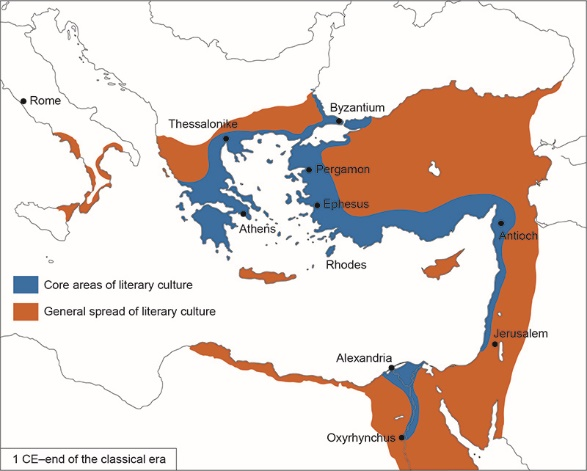 Rome
Byzantium
Thessalonike
Pergamon
Ephesus
Athens
Antioch
Rhodes
Core areas of literary culture
General spread of literary culture
Jerusalem
Alexandria
Oxyrhynchus
1 CE–end of the classical era